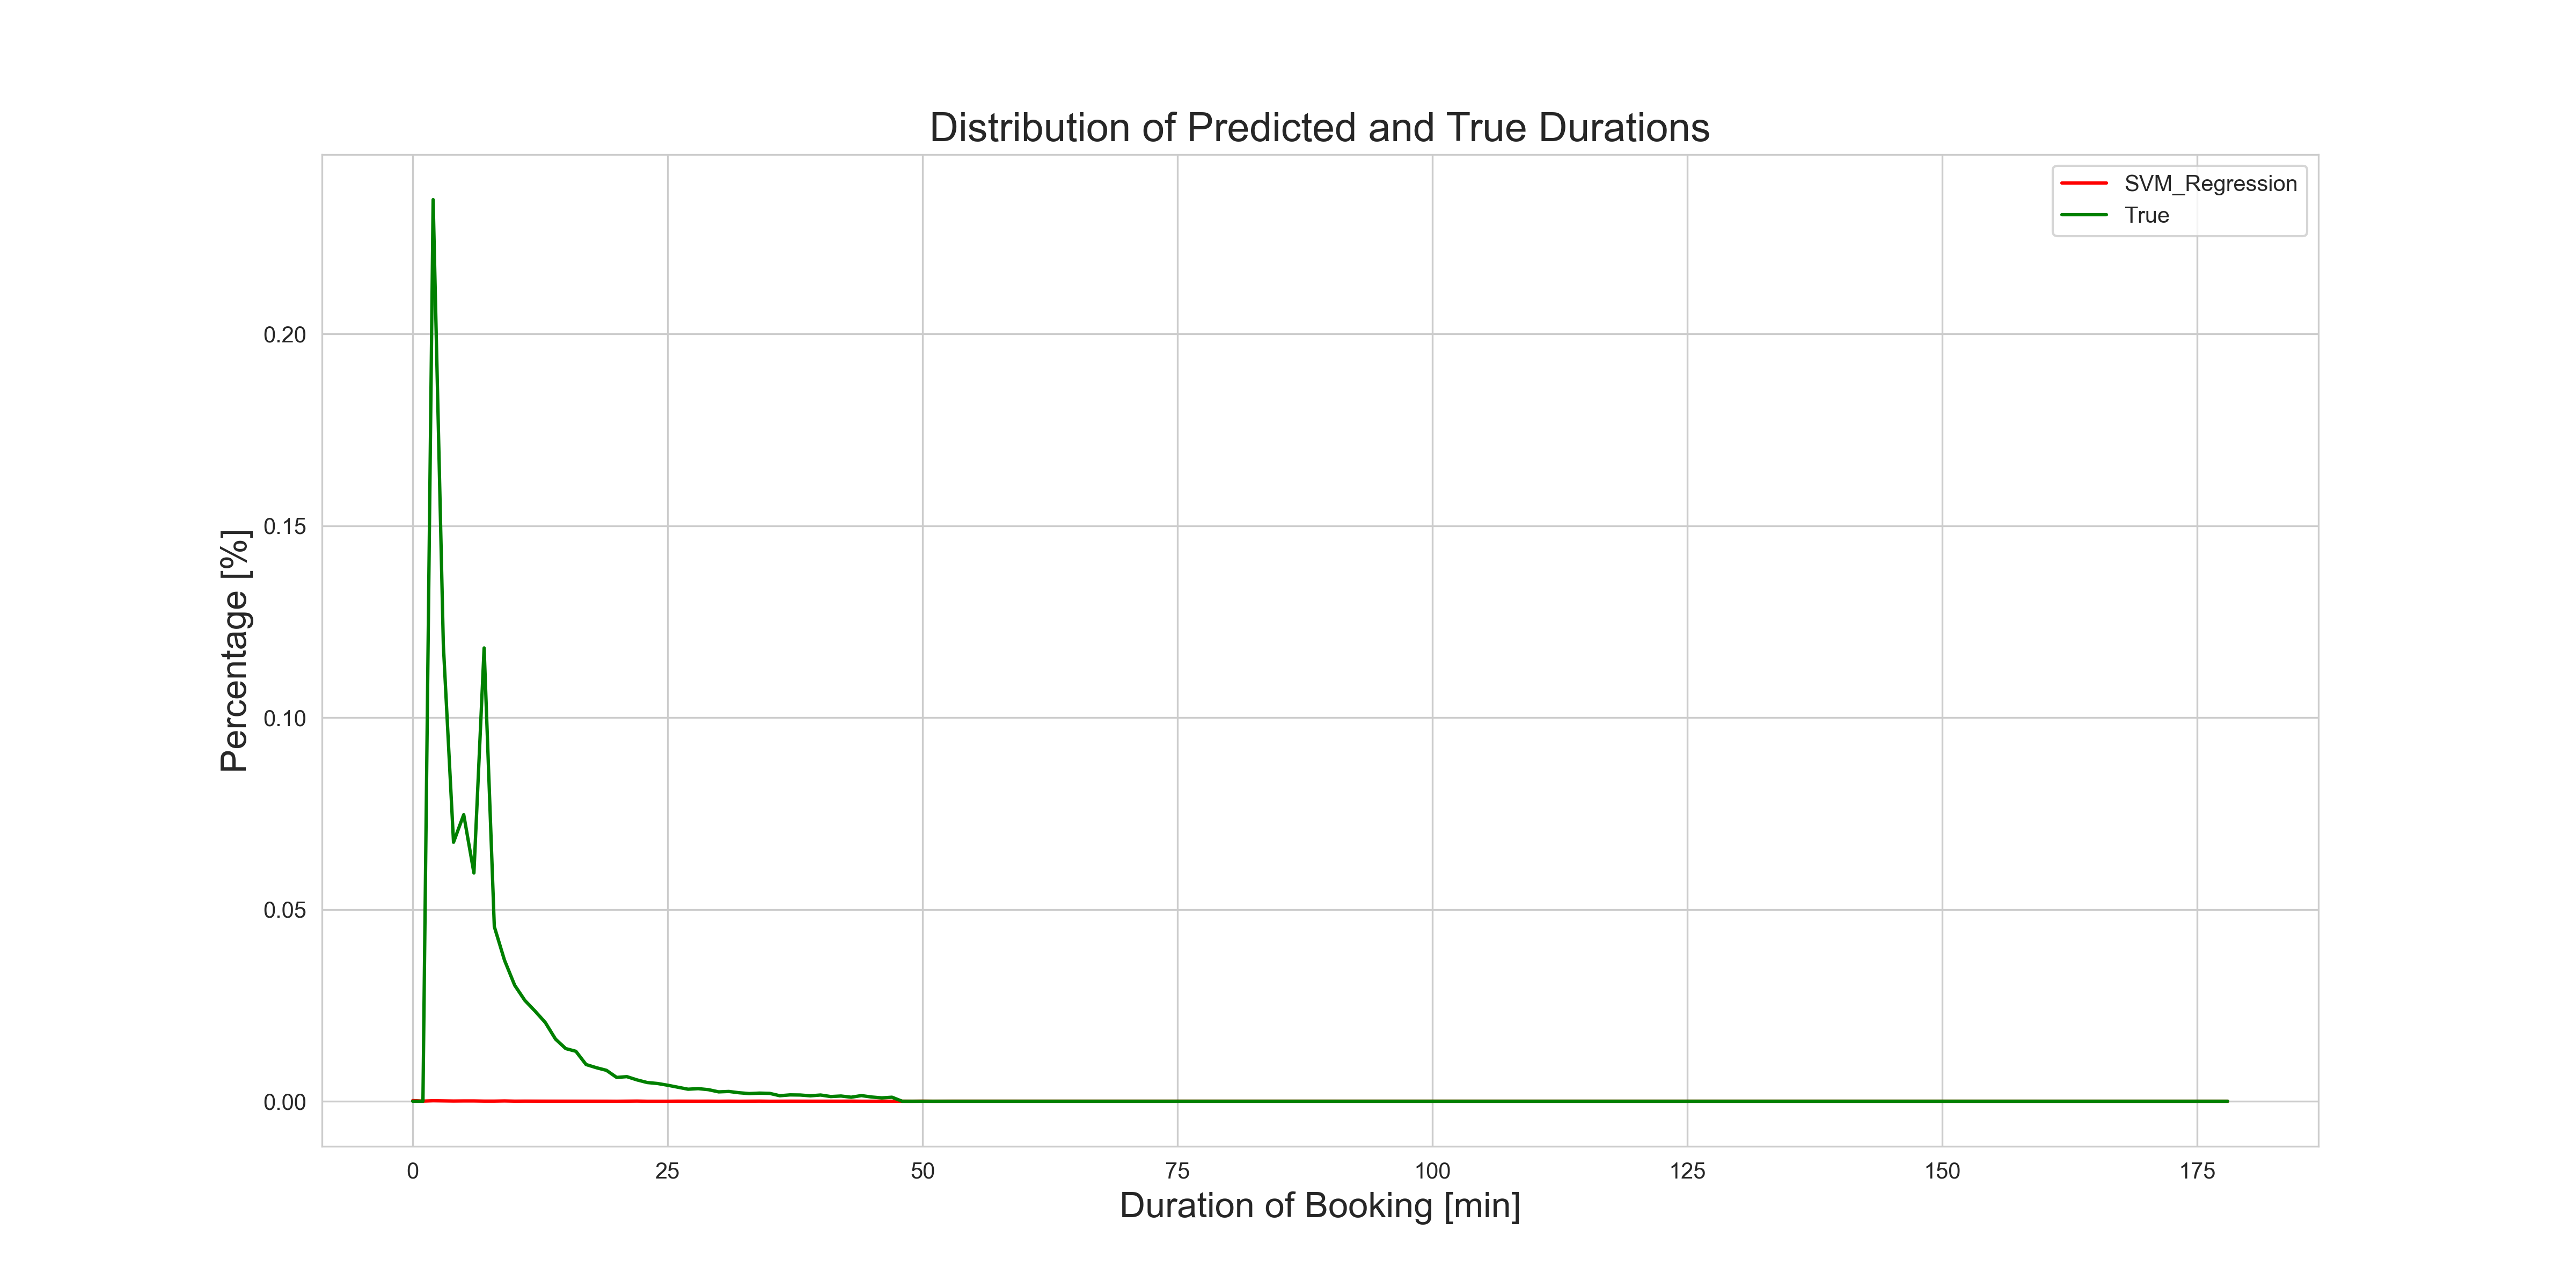 Distribution of Predicted and True Durations
SVM_Regression
True
Percentage [%]
0.20
0.15
0.10
0.05
0.00
0 25 50 75 100 125 150 175
Duration of Booking [min]